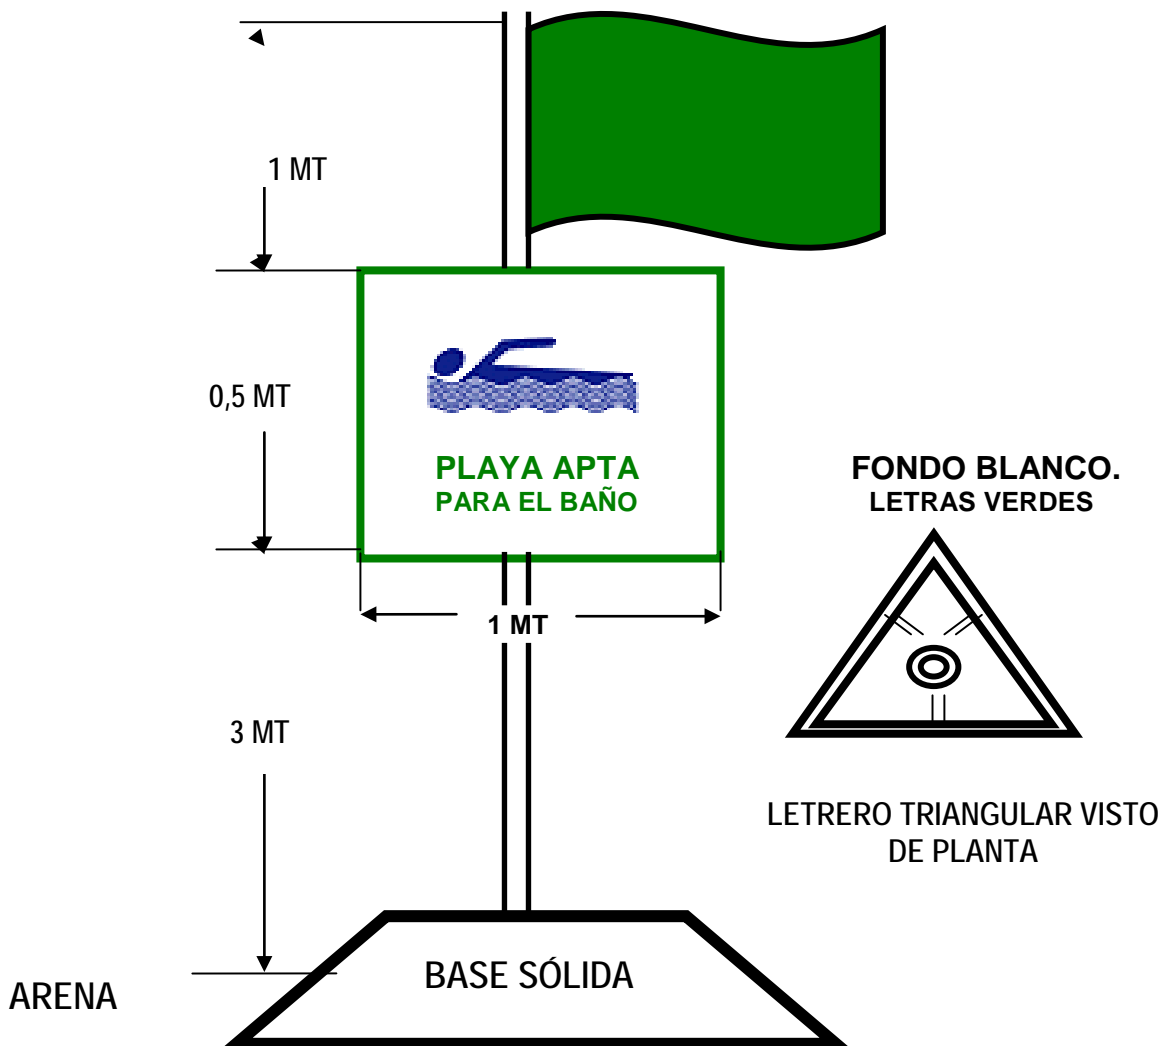 1 MT
0,5 MT
PLAYA APTA
PARA EL BAÑO
FONDO BLANCO.
LETRAS VERDES
1 MT
3 MT
LETRERO TRIANGULAR VISTO
DE PLANTA
BASE SÓLIDA
ARENA